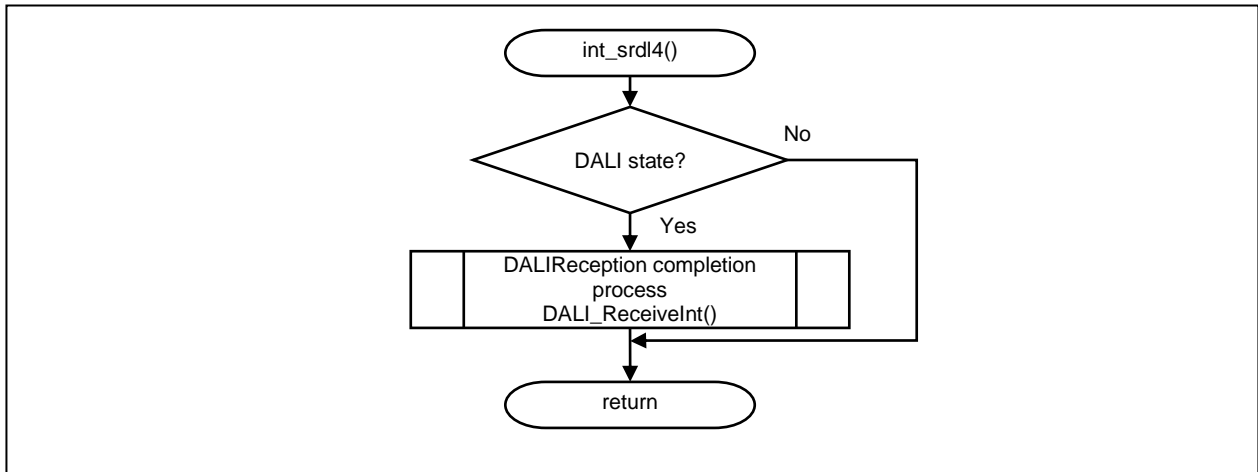 int_srdl4()
DALI state?
No
Yes
DALIReception completion
process
DALI_ReceiveInt()
return